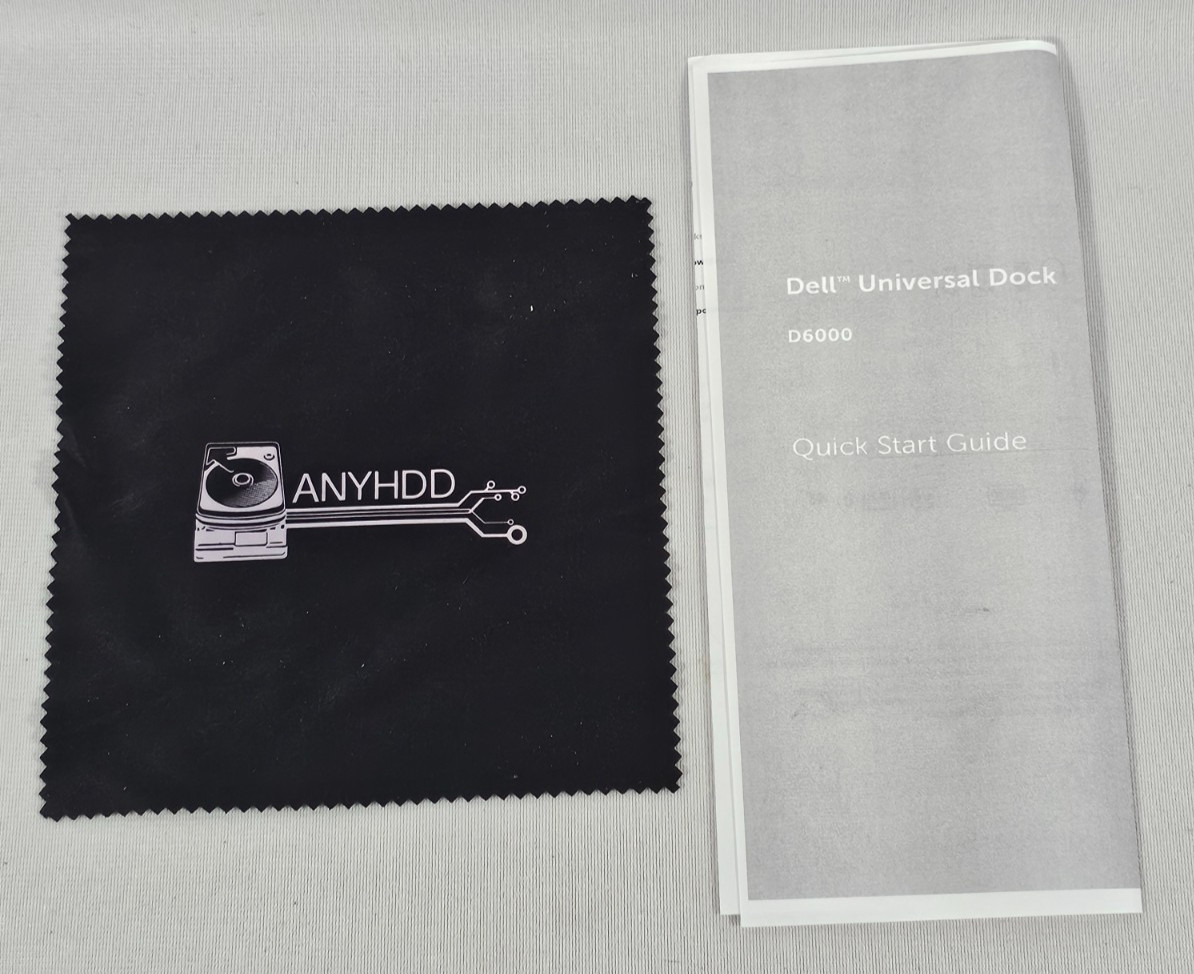 ANYHDD
Dell™ Universal Dock
D6000
Quick Start Guide